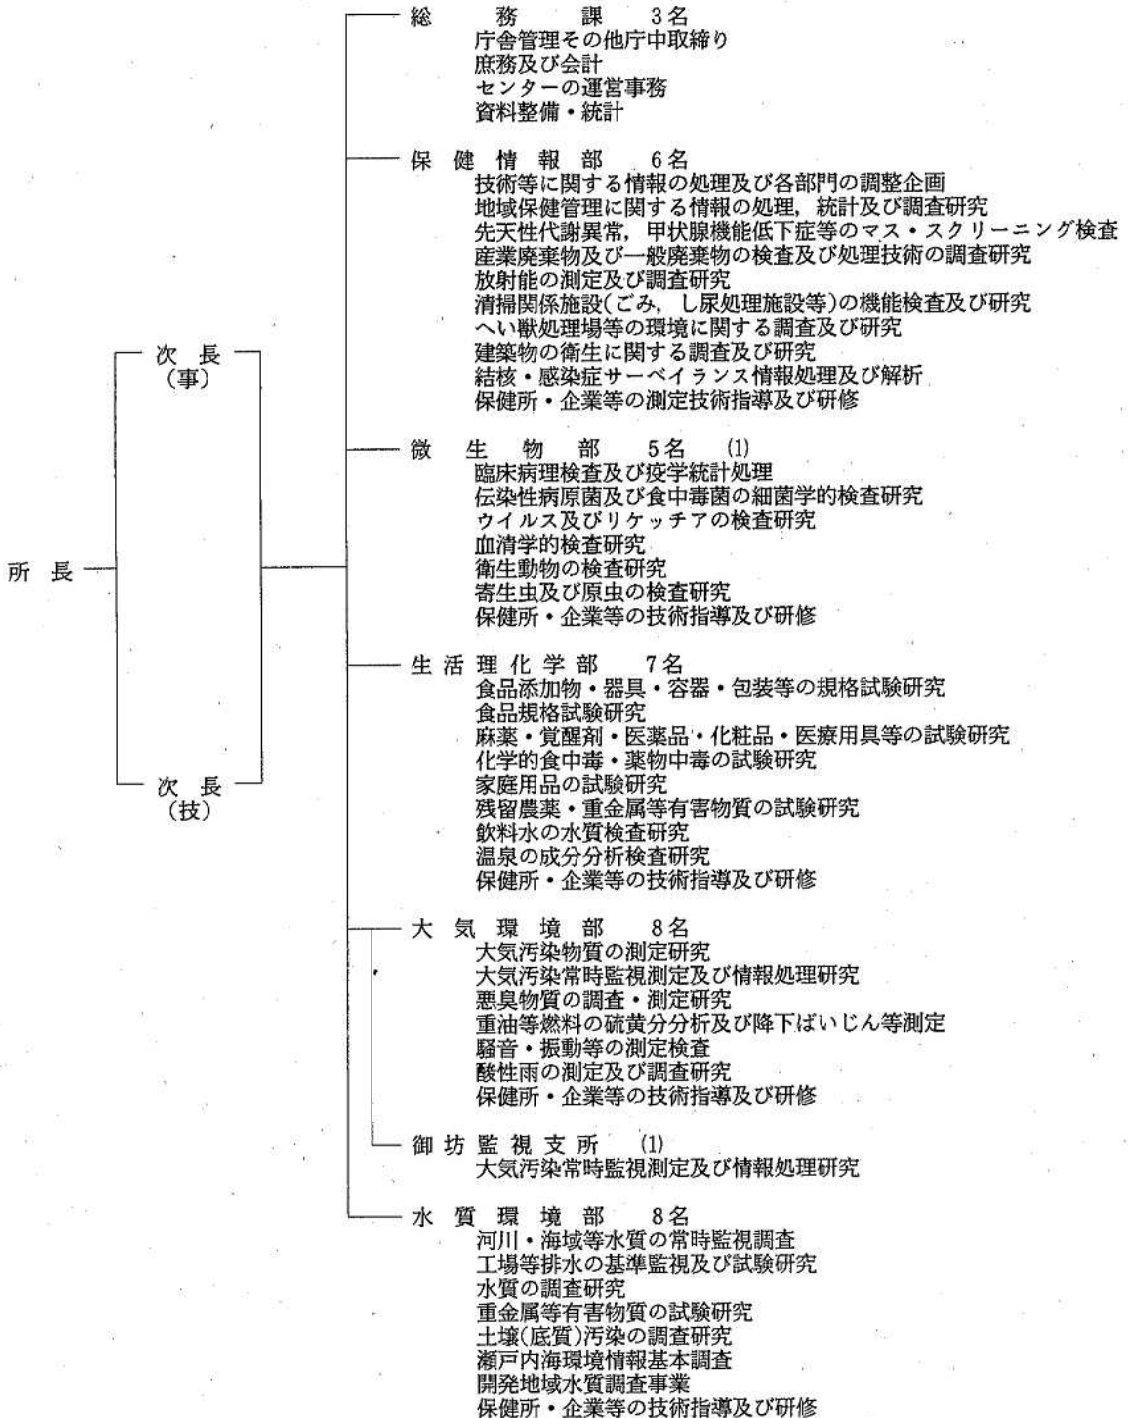 総務課 3名
庁舎管理その他庁中取締り
庶務及び会計
センターの運営事務
資料整備・統計
保健情報部 6名
技術等に関する情報の処理及び各部門の調整企画
地域保健管理に関する情報の処理,統計及び調査研究
先天性代謝異常,甲状腺機能低下症等のマス・スクリーニング検査
産業廃棄物及び一般廃棄物の検査及び処理技術の調査研究
放射能の測定及び調査研究
清掃関係施設(ごみ,し尿処理施設等)の機能検査及び研究
へい獣処理場等の環境に関する調査及び研究
建築物の衛生に関する調査及び研究
結核・感染症サーベイランス情報処理及び解析
保健所・企業等の測定技術指導及び研修
次長
(事)
微生物部 5名 (1)
臨床病理検査及び疫学統計処理
伝染性病原菌及び食中毒菌の細菌学的検査研究
ウイルス及びリケッチアの検査研究
血清学的検査研究
衛生動物の検査研究
寄生虫及び原虫の検査研究
保健所・企業等の技術指導及び研修
所長
生活理化学部 7名
食品添加物・器具・容器・包装等の規格試験研究
食品規格試験研究
麻薬・覚醒剤・医薬品・化粧品・医療用具等の試験研究
化学的食中毒・薬物中毒の試験研究
家庭用品の試験研究
残留農薬・重金属等有害物質の試験研究
飲料水の水質検査研究
温泉の成分分析検査研究
保健所・企業等の技術指導及び研修
次長
(技)
大気環境部 8名
大気汚染物質の測定研究
大気汚染常時監視測定及び情報処理研究
悪臭物質の調査・測定研究
重油等燃料の硫黄分分析及び降下ばいじん等測定
騒音・振動等の測定検査
酸性雨の測定及び調査研究
保健所・企業等の技術指導及び研修
御坊監視支所 (1)
大気汚染常時監視測定及び情報処理研究
水質環境部 8名
河川・海域等水質の常時監視調査
工場等排水の基準監視及び試験研究
水質の調査研究
重金属等有害物質の試験研究
土壌(底質)汚染の調査研究
瀬戸内海環境情報基本調査
開発地域水質調査事業
保健所・企業等の技術指導及び研修